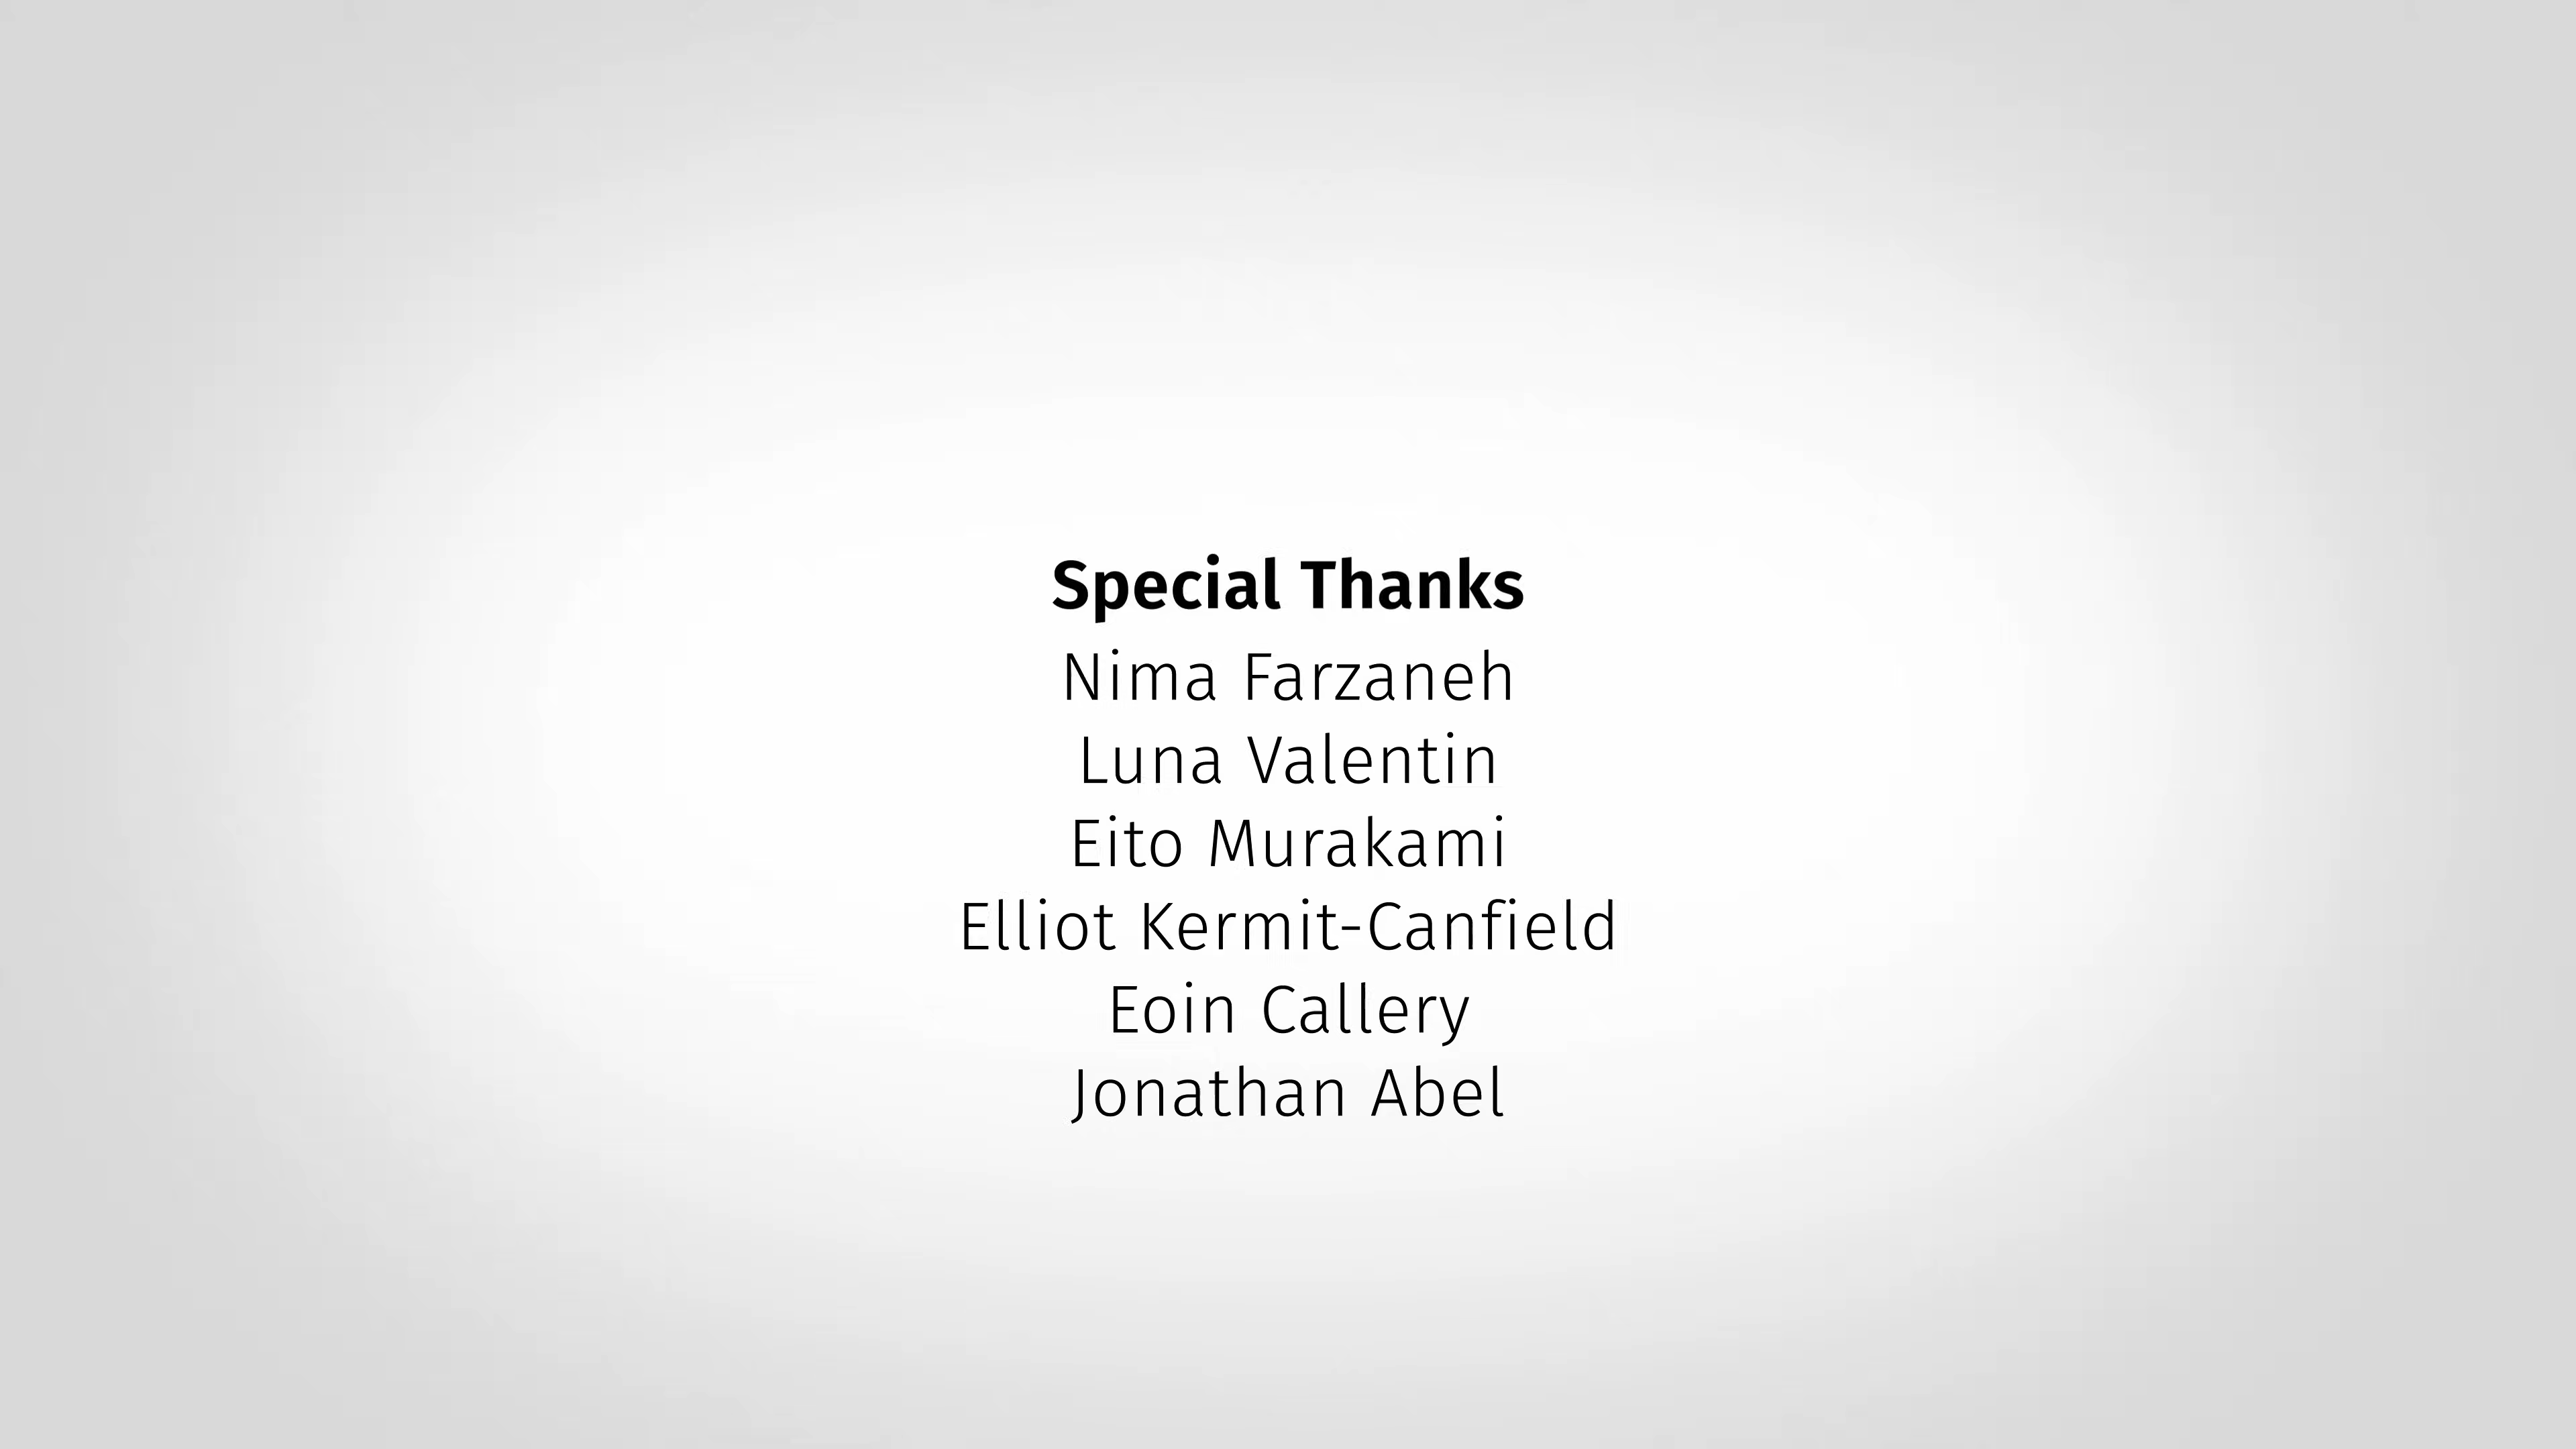 Special Thanks
Nima Farzaneh
Luna Valentin
Eito Murakami
Elliot Kermit-Canfield
Eoin Callery
Jonathan Abel